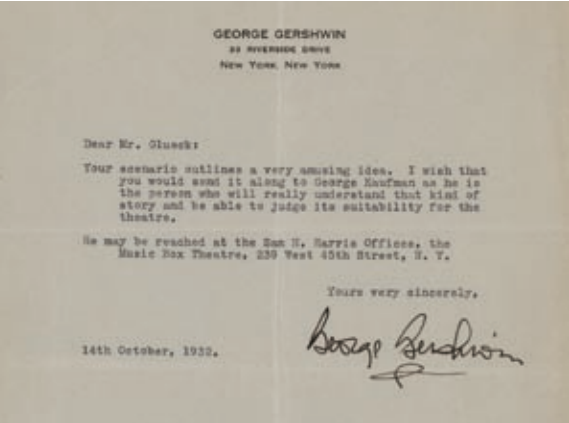 GEORGE GERSHWIN
33 RIVERSIDE DRIVE
NEW YORK, NEW YORK
Dear Mr. Glueck:
Your scenario outlines a very amusing idea. I wish that
you would send it along to George Kaufman as he is
the person who will really understand that kind of
story and be able to judge its suitability for the
theatre.
He may be reached at the Sam H. Harris Offices, the
Music Box Theatre, 239 West 45th Street, N. Y.
Yours very sincerely,
George Gershwin
14th October, 1932.